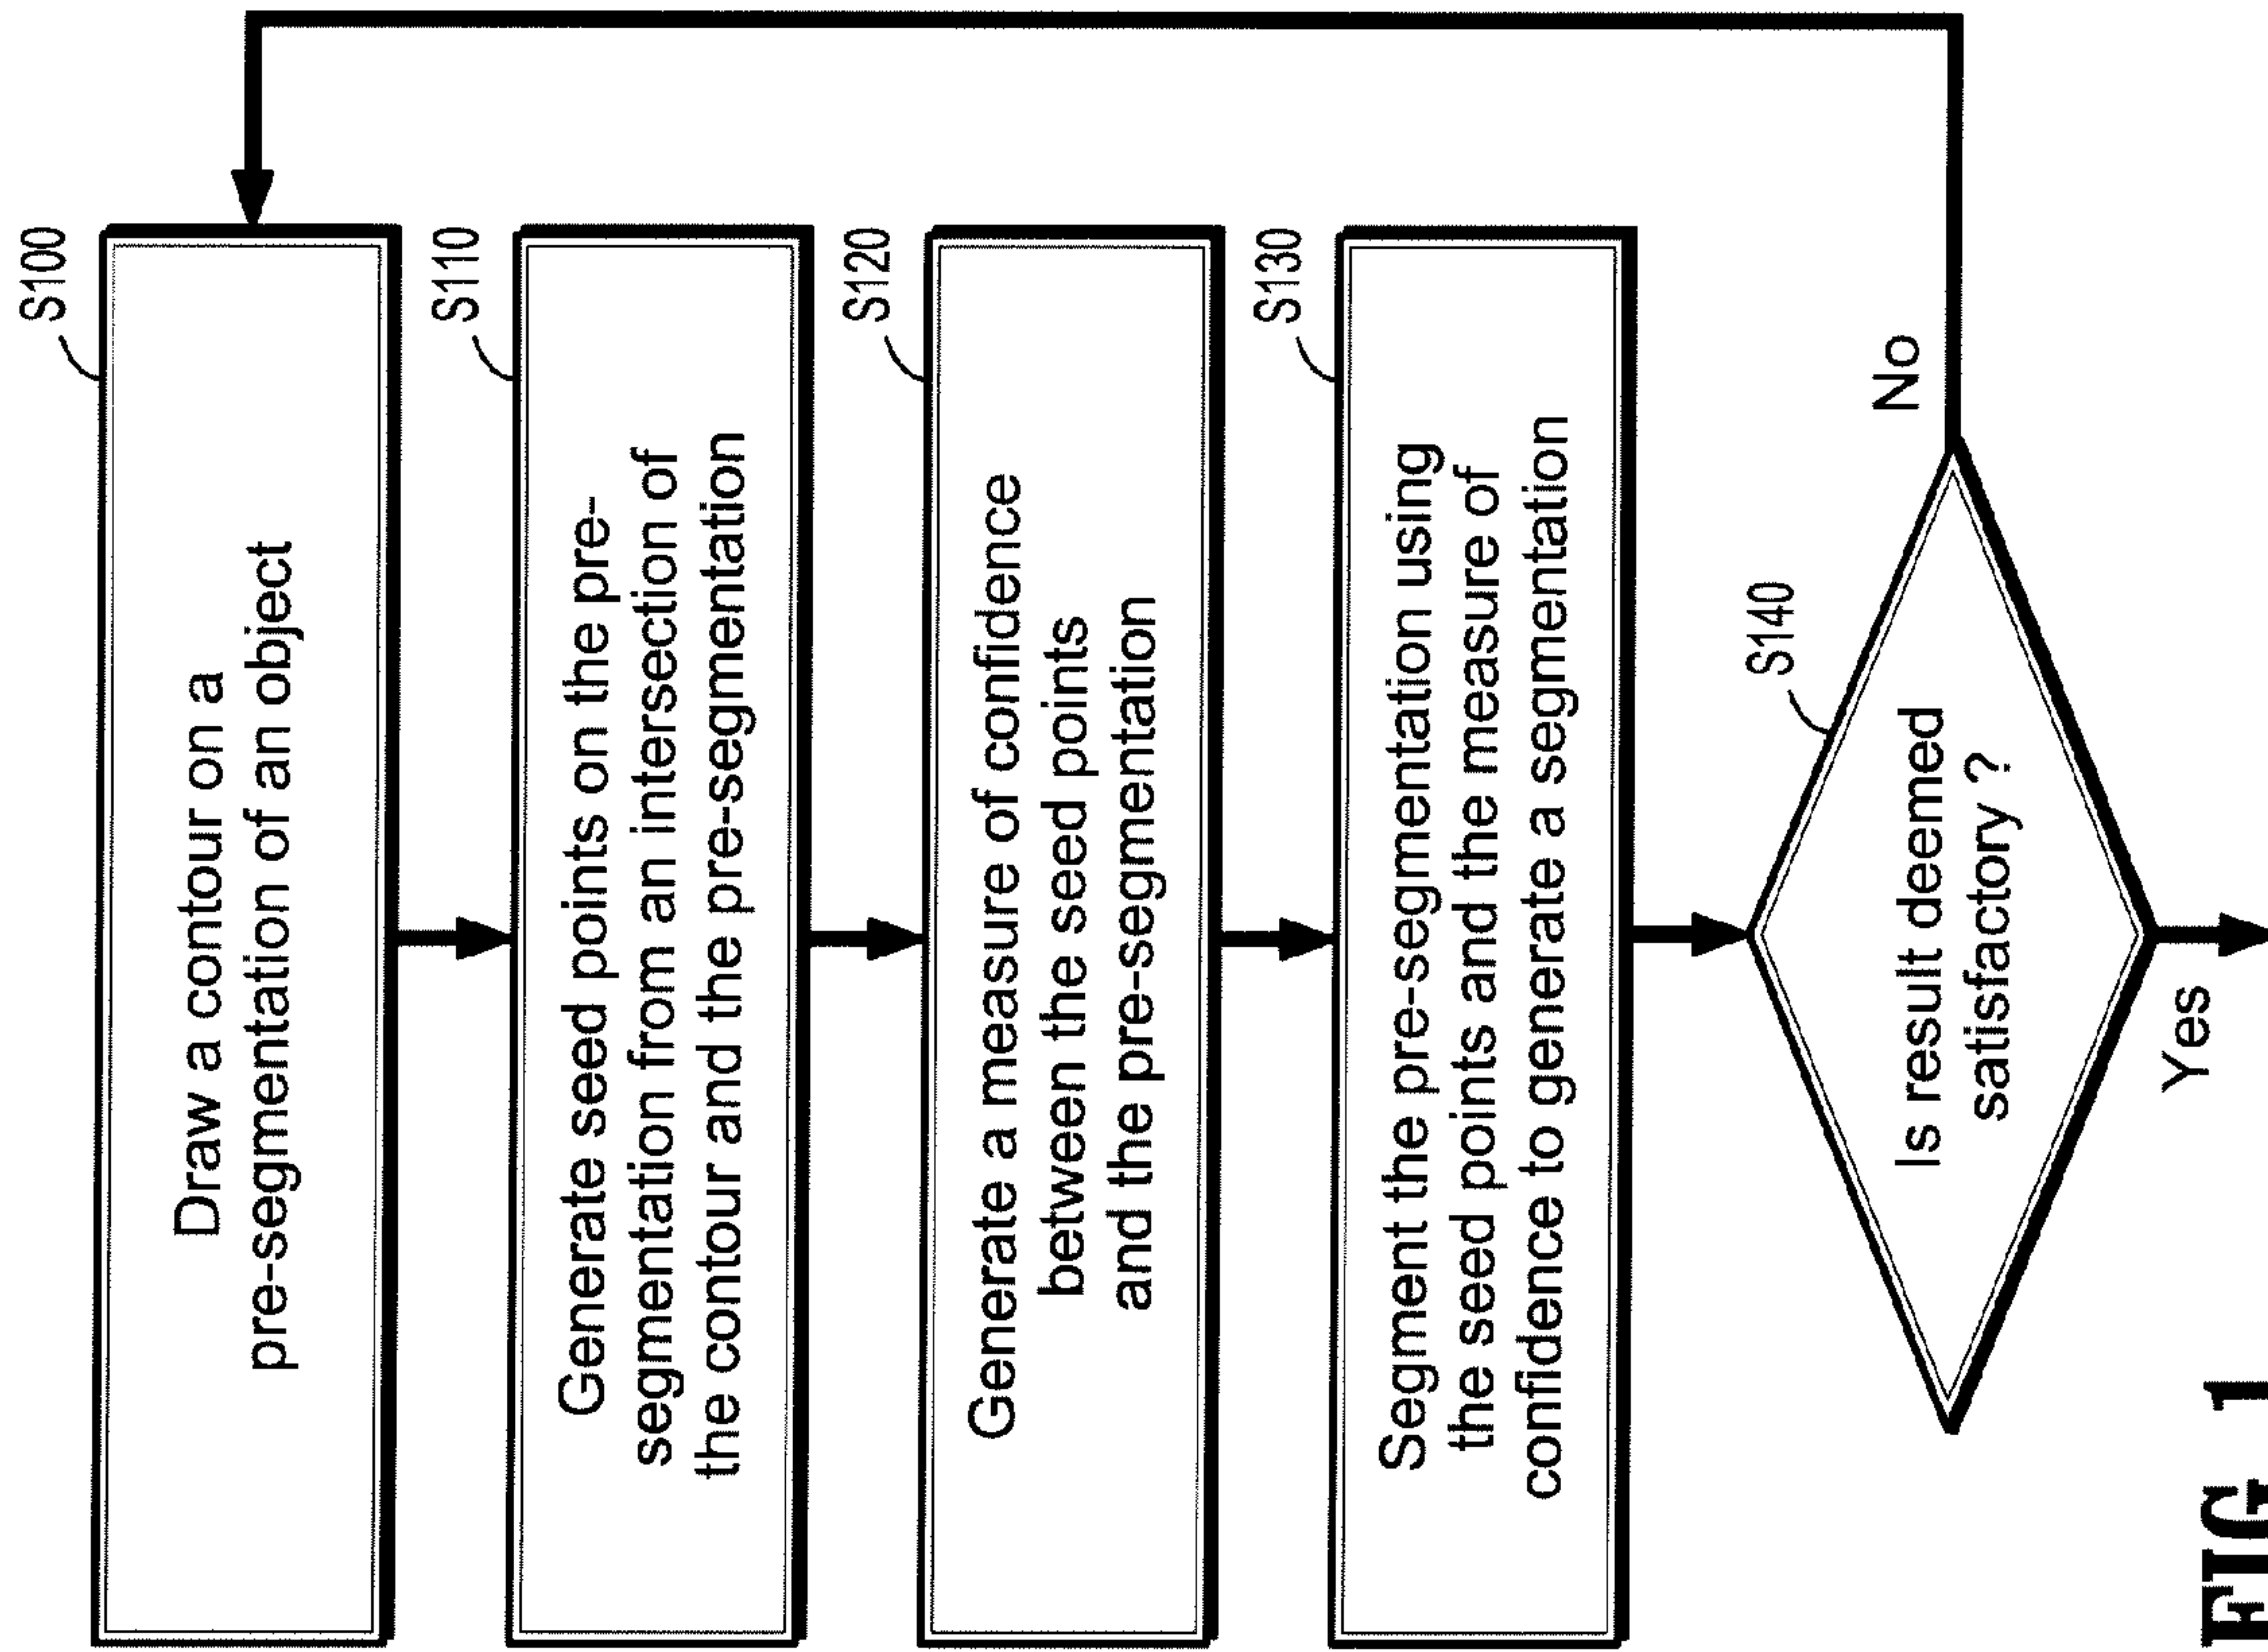 S100
Draw a contour on a
pre-segmentation of an object
S110
Generate seed points on the pre-
segmentation from an intersection of
the contour and the pre-segmentation
S120
Generate a measure of confidence
between the seed points
and the pre-segmentation
S130
Segment the pre-segmentation using
the seed points and the measure of
confidence to generate a segmentation
S140
Is result deemed
satisfactory ?
No
Yes
FIG 1